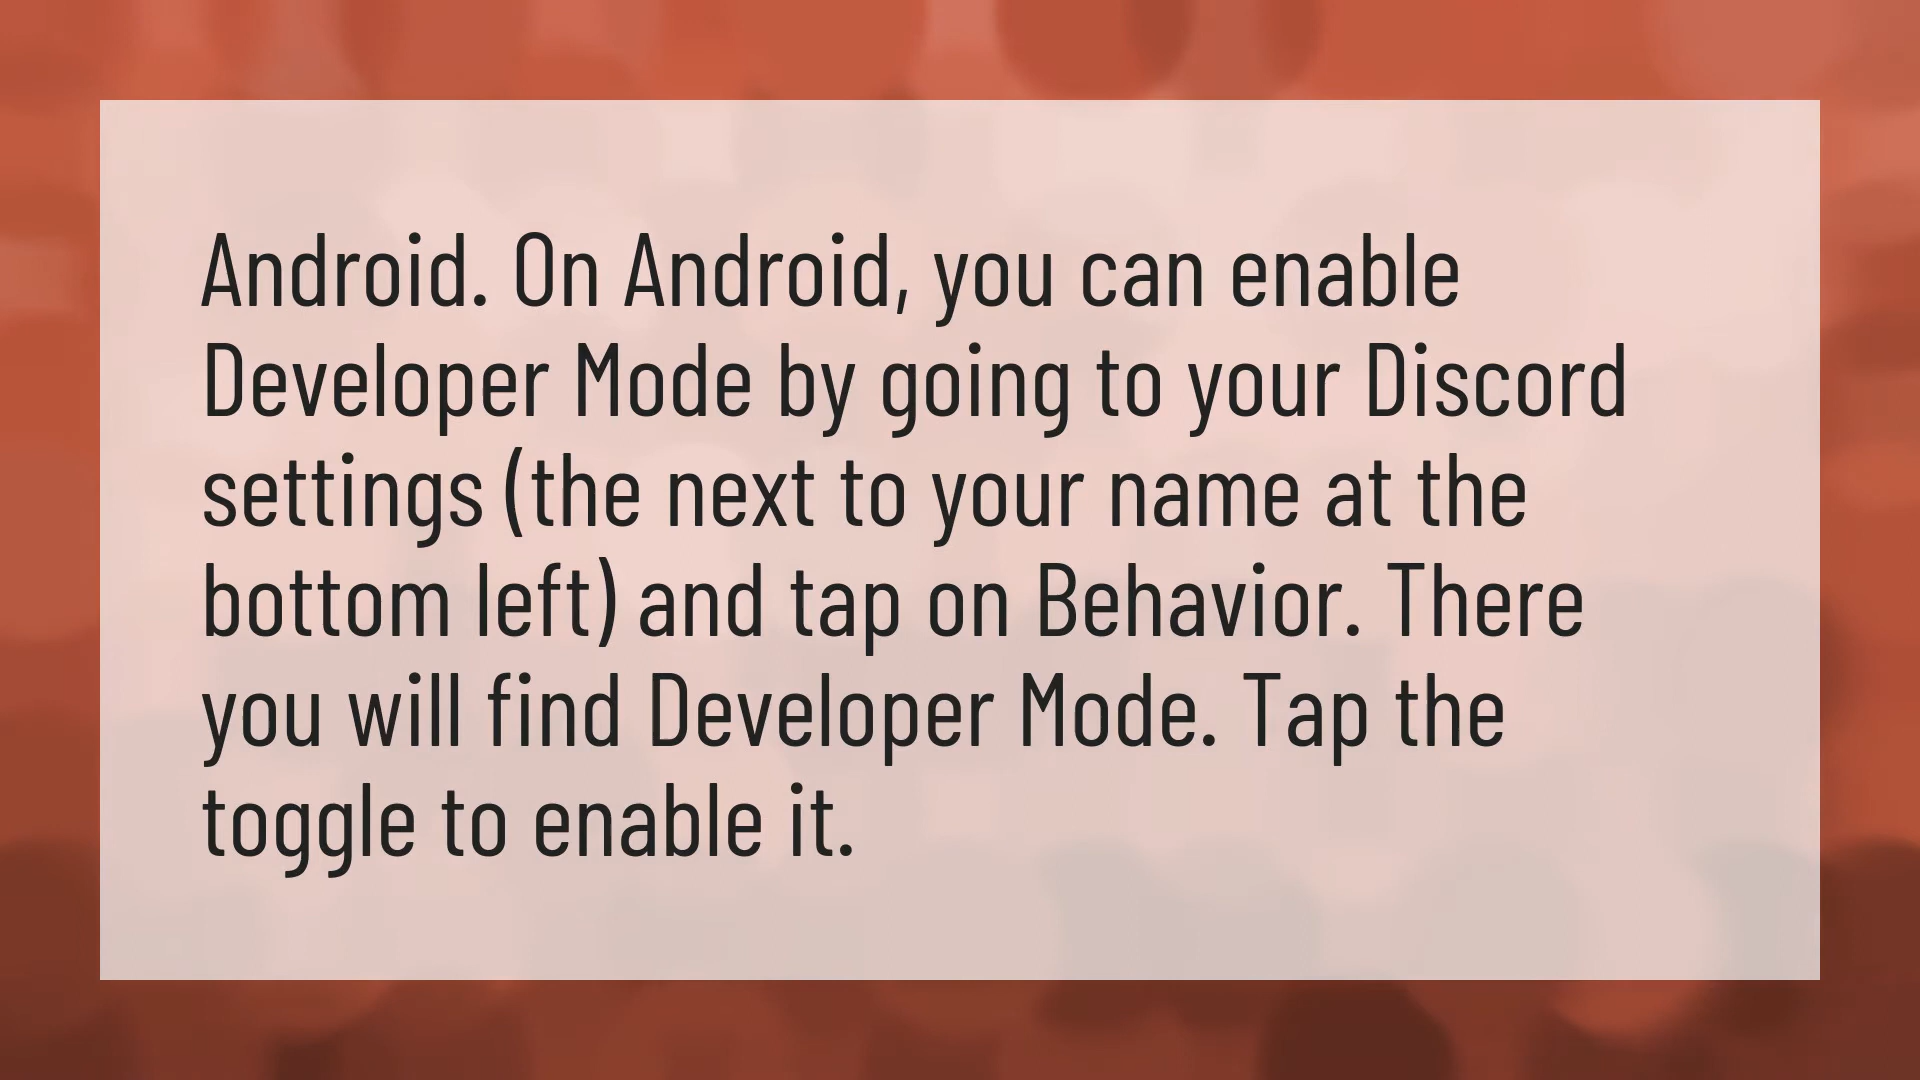 Android. On Android, you can enable
Developer Mode by going to your Discord
settings (the next to your name at the
bottom left) and tap on Behavior. There
you will find Developer Mode. Tap the
toggle to enable it.